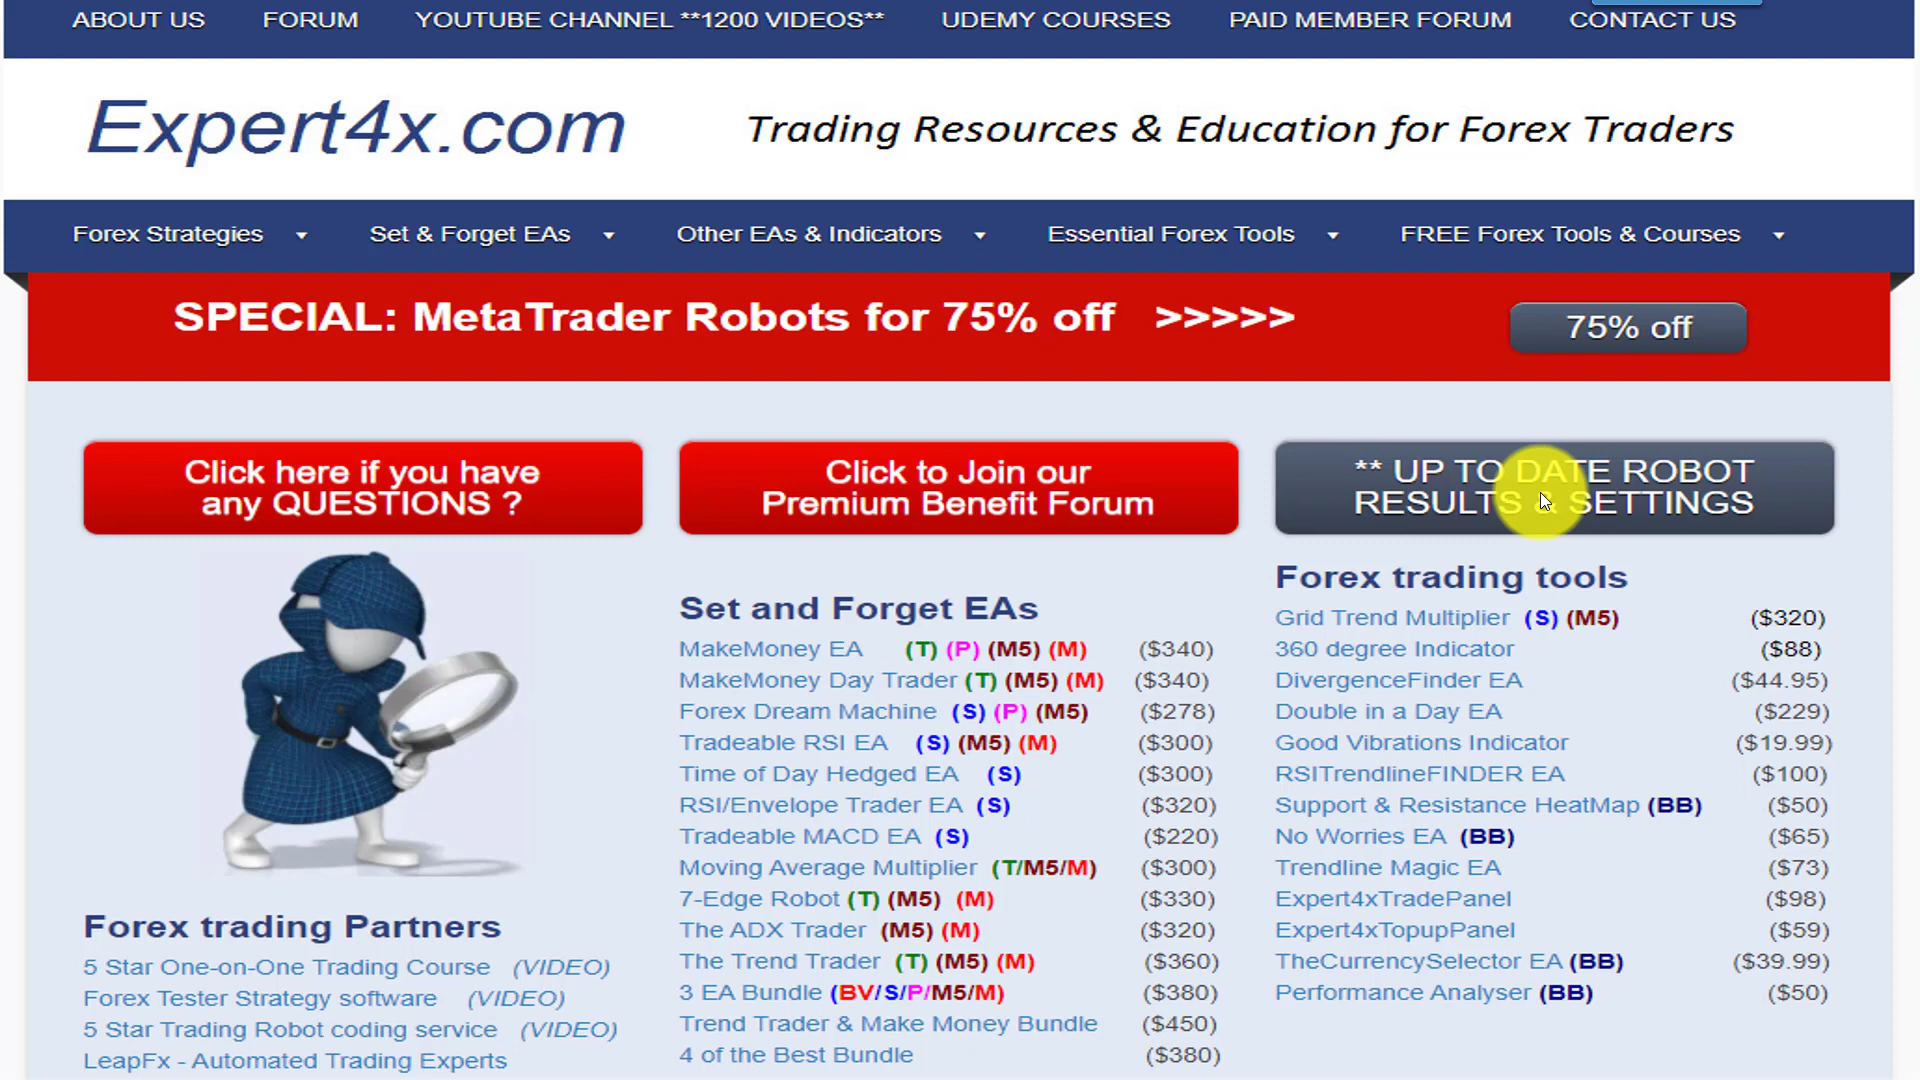 ABOUT US FORUM YOUTUBE CHANNEL **1200 VIDEOS** UDEMY COURSES PAID MEMBER FORUM CONTACT US
Expert4x.com Trading Resources & Education for Forex Traders
Forex Strategies Set & Forget EAs Other EAs & Indicators Essential Forex Tools FREE Forex Tools & Courses
SPECIAL: MetaTrader Robots for 75% off >>>>> 75% off
Click here if you have
any QUESTIONS ?
Click to Join our
Premium Benefit Forum
** UP TO DATE ROBOT
RESULTS & SETTINGS
Forex trading Partners
5 Star One-on-One Trading Course (VIDEO)
Forex Tester Strategy software (VIDEO)
5 Star Trading Robot coding service (VIDEO)
LeapFx - Automated Trading Experts
Set and Forget EAs
MakeMoney EA (T) (P) (M5) (M) ($340)
MakeMoney Day Trader (T) (M5) (M) ($340)
Forex Dream Machine (S) (P) (M5) ($278)
Tradeable RSI EA (S) (M5) (M) ($300)
Time of Day Hedged EA (S) ($300)
RSI/Envelope Trader EA (S) ($320)
Tradeable MACD EA (S) ($220)
Moving Average Multiplier (T/M5/M) ($300)
7-Edge Robot (T) (M5) (M) ($330)
The ADX Trader (M5) (M) ($320)
The Trend Trader (T) (M5) (M) ($360)
3 EA Bundle (BV/S/P/M5/M) ($380)
Trend Trader & Make Money Bundle ($450)
4 of the Best Bundle ($380)
Forex trading tools
Grid Trend Multiplier (S) (M5) ($320)
360 degree Indicator ($88)
DivergenceFinder EA ($44.95)
Double in a Day EA ($229)
Good Vibrations Indicator ($19.99)
RSITrendlineFINDER EA ($100)
Support & Resistance HeatMap (BB) ($50)
No Worries EA (BB) ($65)
Trendline Magic EA ($73)
Expert4xTradePanel ($98)
Expert4xTopupPanel ($59)
TheCurrencySelector EA (BB) ($39.99)
Performance Analyser (BB) ($50)